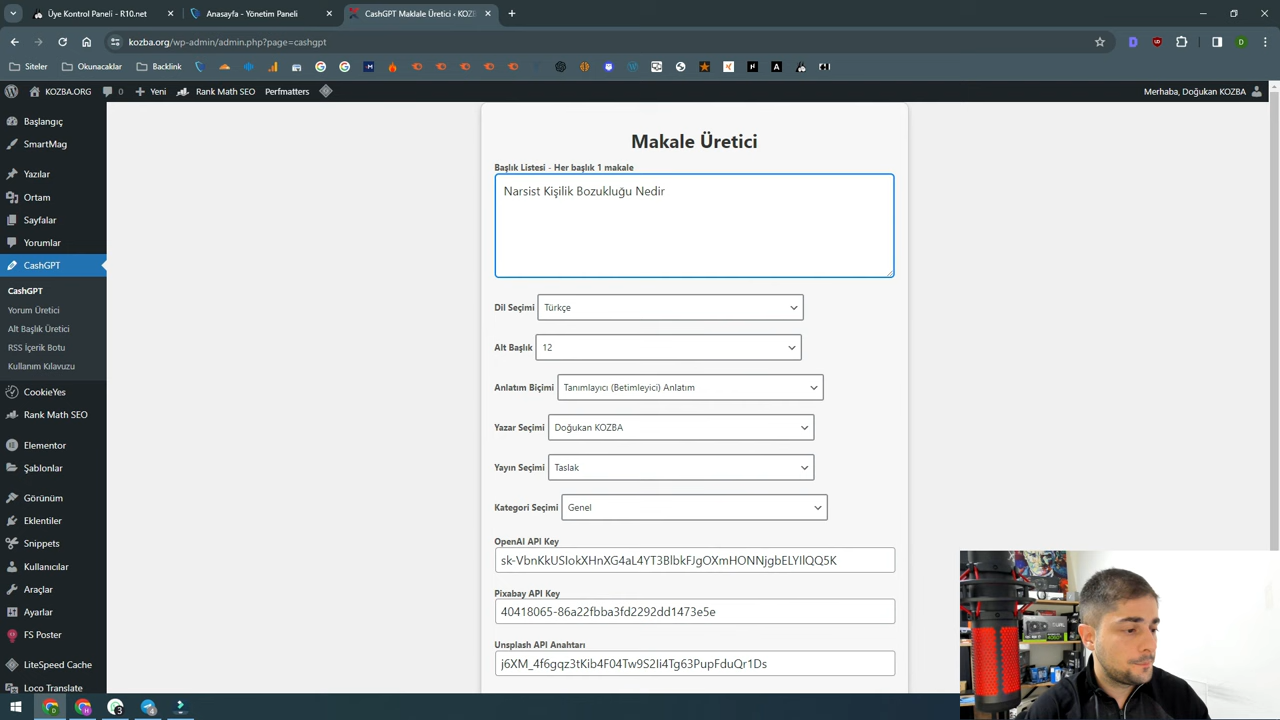 Üye Kontrol Paneli - R10.net
Anasayfa - Yönetim Paneli
CashGPT Maklale Üretici ‹ KOZB
kozba.org/wp-admin/admin.php?page=cashgpt
Siteler
Okunacaklar
Backlink
KOZBA.ORG
0
Yeni
Rank Math SEO
Perfmatters
Merhaba, Doğukan KOZBA
Başlangıç
SmartMag
Yazılar
Ortam
Sayfalar
Yorumlar
CashGPT
CashGPT
Yorum Üretici
Alt Başlık Üretici
RSS İçerik Botu
Kullanım Kılavuzu
CookieYes
Rank Math SEO
Elementor
Şablonlar
Görünüm
Eklentiler
Snippets
Kullanıcılar
Araçlar
Ayarlar
FS Poster
LiteSpeed Cache
Loco Translate
Makale Üretici
Başlık Listesi - Her başlık 1 makale
Narsist Kişilik Bozukluğu Nedir
Dil Seçimi
Türkçe
Alt Başlık
12
Anlatım Biçimi
Tanımlayıcı (Betimleyici) Anlatım
Yazar Seçimi
Doğukan KOZBA
Yayın Seçimi
Taslak
Kategori Seçimi
Genel
OpenAI API Key
Pixabay API Key
40418065-86a22fbba3fd2292dd1473e5e
Unsplash API Anahtarı